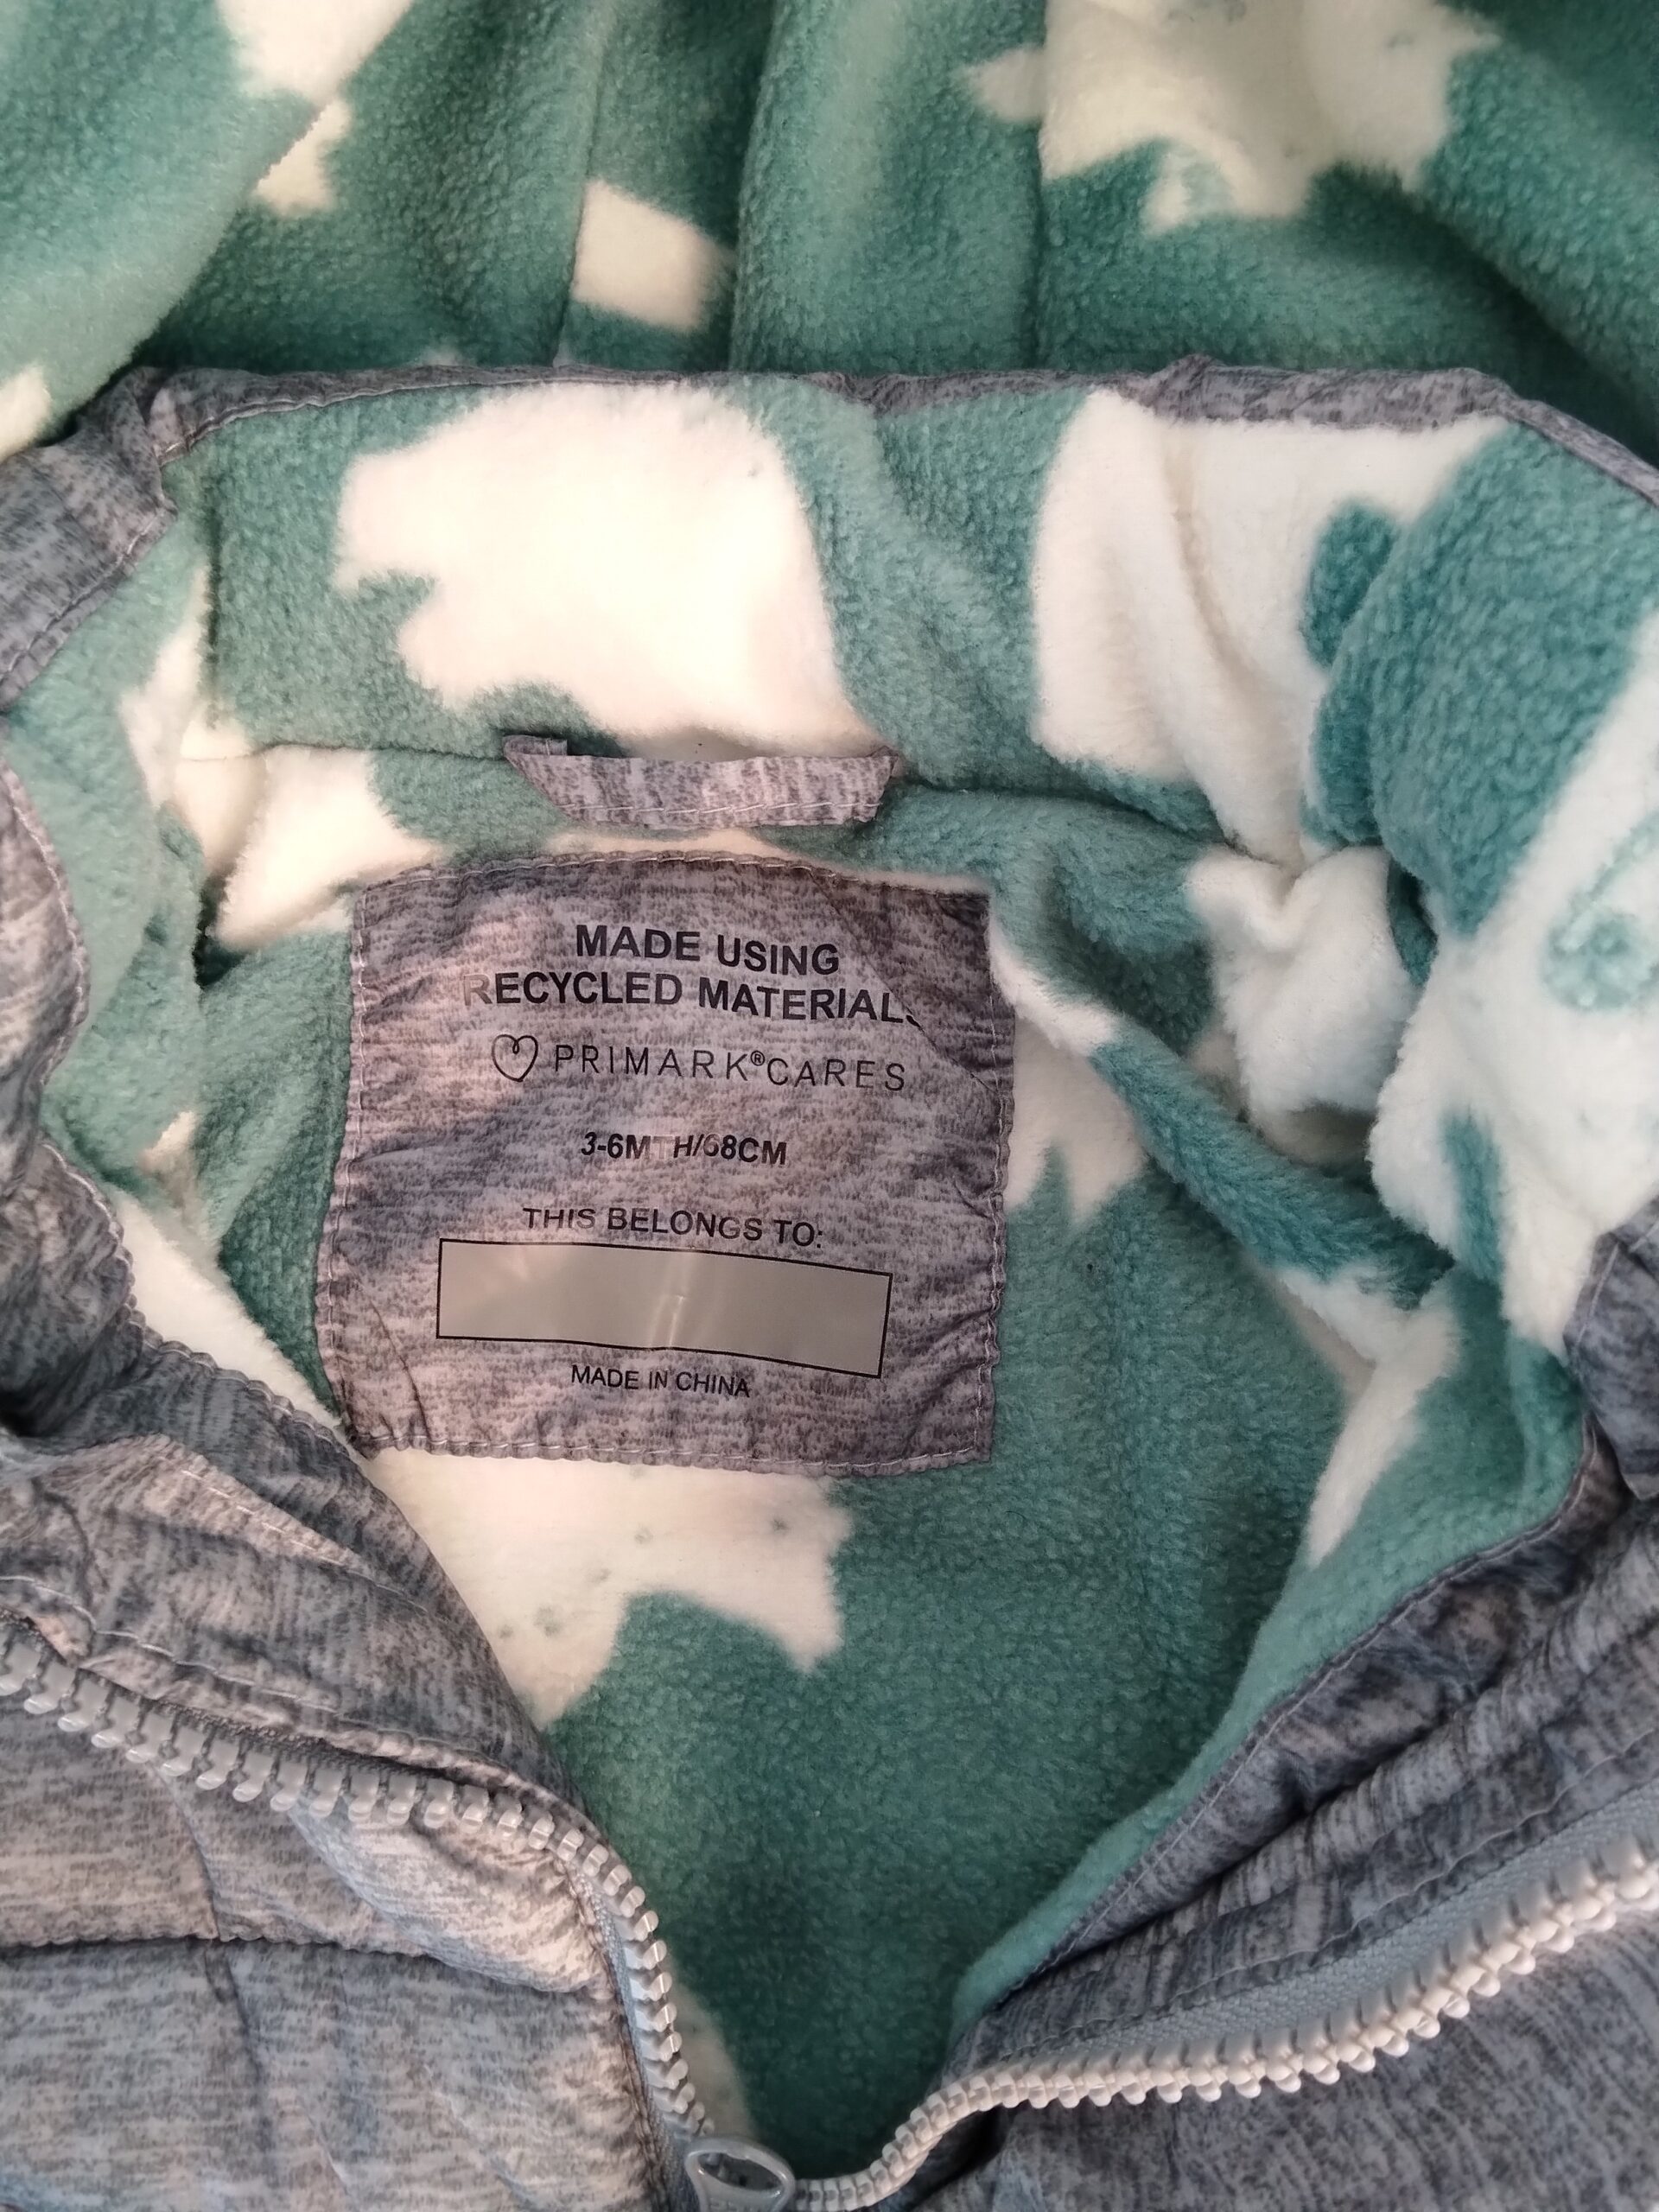 MADE USING
RECYCLED MATERIALS
PRIMARK®CARES
3-6MTH/68CM
THIS BELONGS TO:
MADE IN CHINA